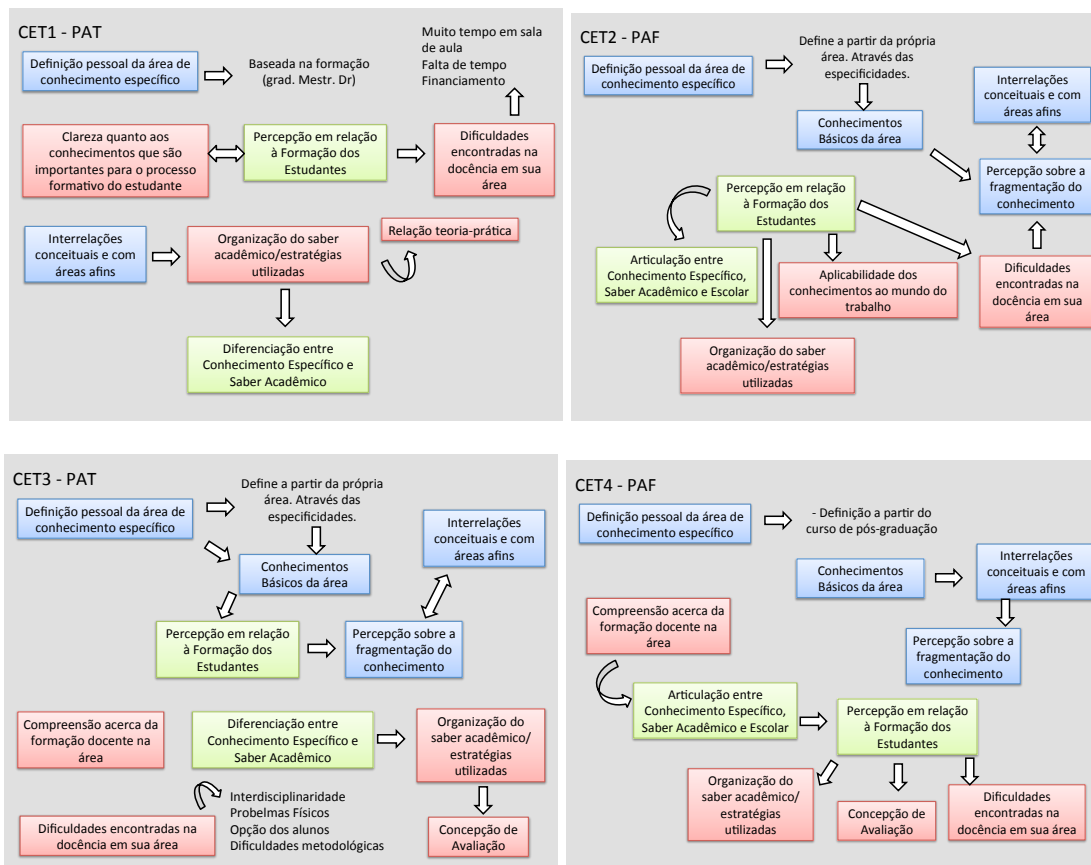 CET1 - PAT
Definição pessoal da área de
conhecimento específico
Baseada na formação
(grad. Mestr. Dr)
Muito tempo em sala
de aula
Falta de tempo
Financiamento
Clareza quanto aos
conhecimentos que são
importantes para o processo
formativo do estudante
Percepção em relação
à Formação dos
Estudantes
Dificuldades
encontradas na
docência em sua
área
Interrelações
conceituais e com
áreas afins
Organização do saber
acadêmico/estratégias
utilizadas
Relação teoria-prática
Diferenciação entre
Conhecimento Específico e
Saber Acadêmico
CET2 - PAF
Definição pessoal da área de
conhecimento específico
Define a partir da própria
área. Através das
especificidades.
Interrelações
conceituais e com
áreas afins
Conhecimentos
Básicos da área
Percepção sobre a
fragmentação do
conhecimento
Percepção em relação
à Formação dos
Estudantes
Articulação entre
Conhecimento Específico,
Saber Acadêmico e Escolar
Aplicabilidade dos
conhecimentos ao mundo do
trabalho
Dificuldades
encontradas na
docência em sua
área
Organização do saber
acadêmico/estratégias
utilizadas
CET3 - PAT
Definição pessoal da área de
conhecimento específico
Define a partir da própria
área. Através das
especificidades.
Interrelações
conceituais e com
áreas afins
Conhecimentos
Básicos da área
Percepção em relação
à Formação dos
Estudantes
Percepção sobre a
fragmentação do
conhecimento
Compreensão acerca da
formação docente na
área
Diferenciação entre
Conhecimento Específico e
Saber Acadêmico
Organização do
saber acadêmico/
estratégias
utilizadas
Dificuldades encontradas na
docência em sua área
Interdisciplinaridade
Probelmas Físicos
Opção dos alunos
Dificuldades metodológicas
Concepção de
Avaliação
CET4 - PAF
Definição pessoal da área de
conhecimento específico
- Definição a partir do
curso de pós-graduação
Conhecimentos
Básicos da área
Interrelações
conceituais e com
áreas afins
Compreensão acerca da
formação docente na
área
Percepção sobre a
fragmentação do
conhecimento
Articulação entre
Conhecimento Específico,
Saber Acadêmico e Escolar
Percepção em relação
à Formação dos
Estudantes
Organização do
saber acadêmico/
estratégias
utilizadas
Concepção de
Avaliação
Dificuldades
encontradas na
docência em sua área